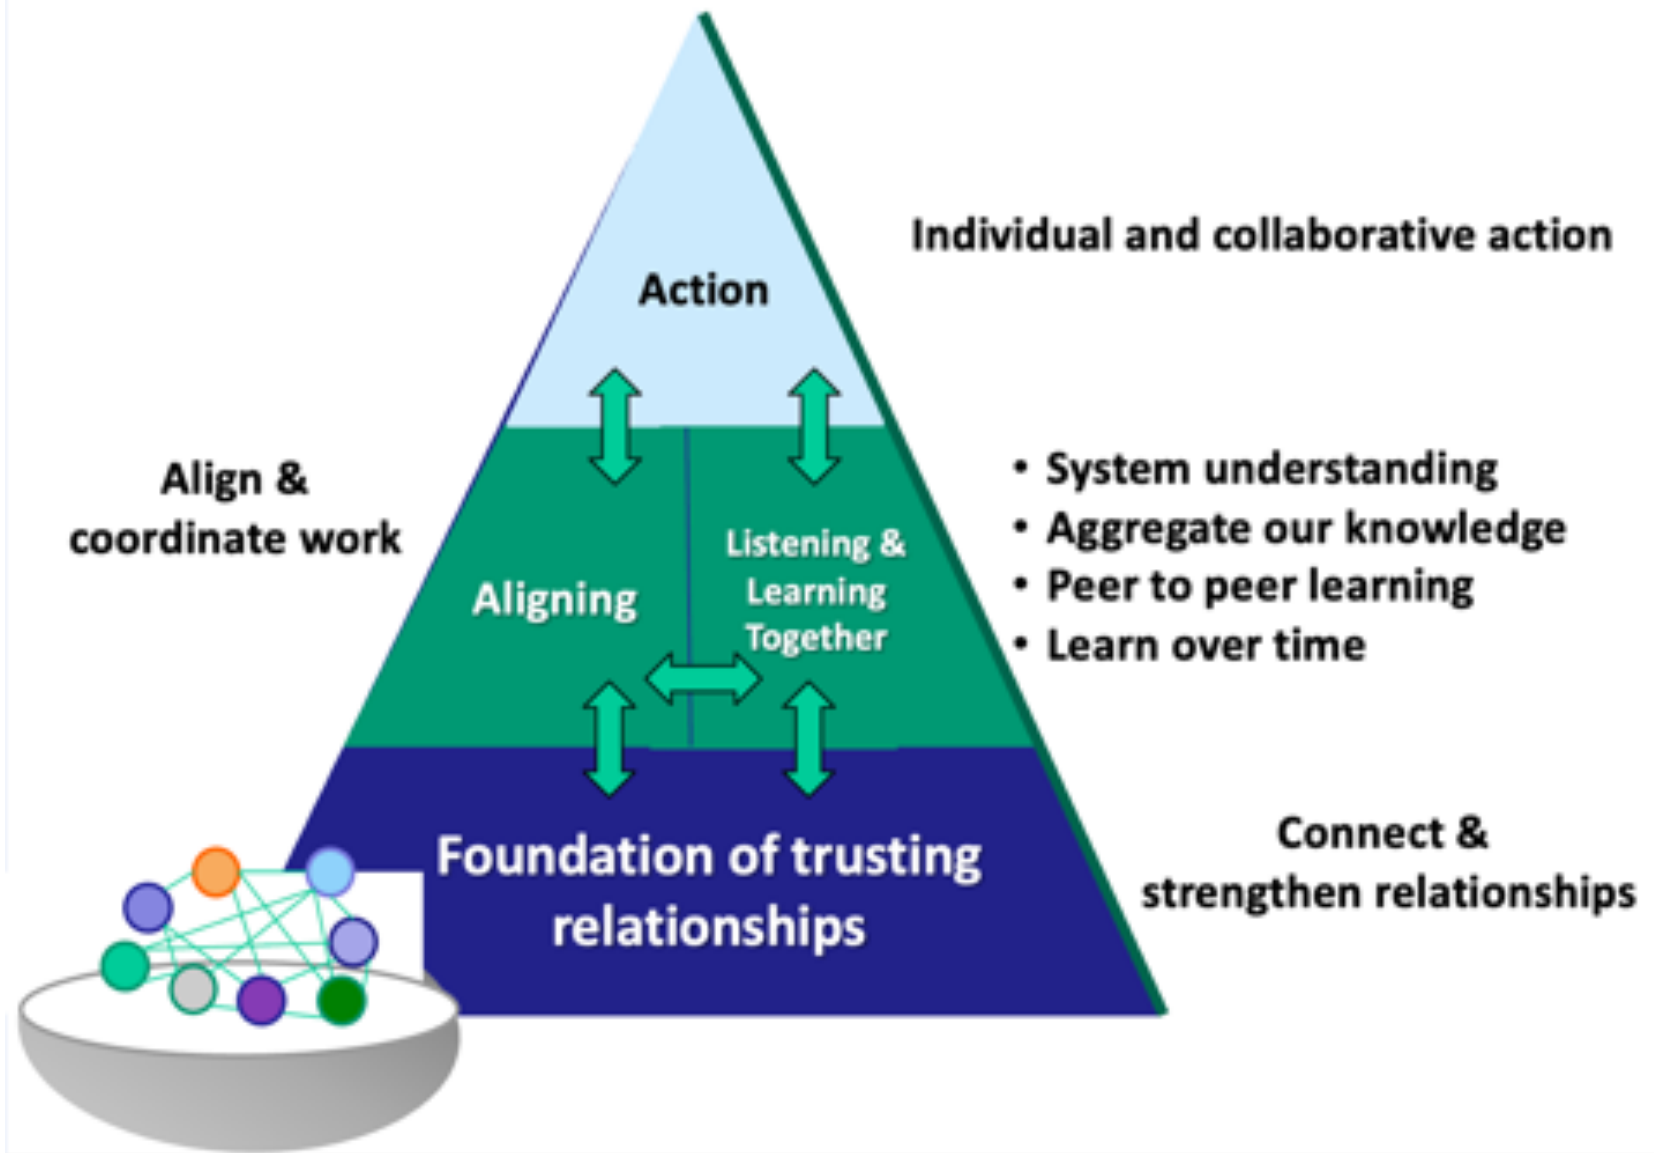 Individual and collaborative action
Action
Align &
coordinate work
• System understanding
• Aggregate our knowledge
• Peer to peer learning
• Learn over time
Aligning
Listening &
Learning
Together
Foundation of trusting
relationships
Connect &
strengthen relationships